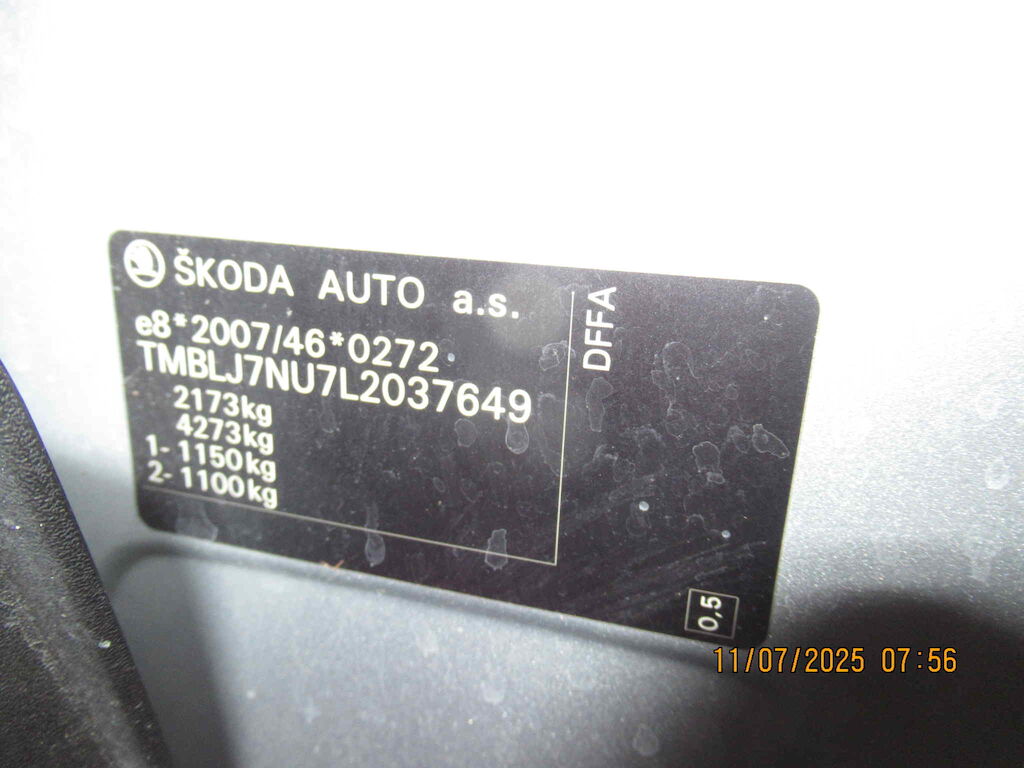 ŠKODA AUTO a.s.
e8*2007/46*0272
TMBLJ7NU7L2037649
2173kg
4273kg
1- 1150kg
2- 1100kg
DFFA
0,5
11/07/2025 07:56